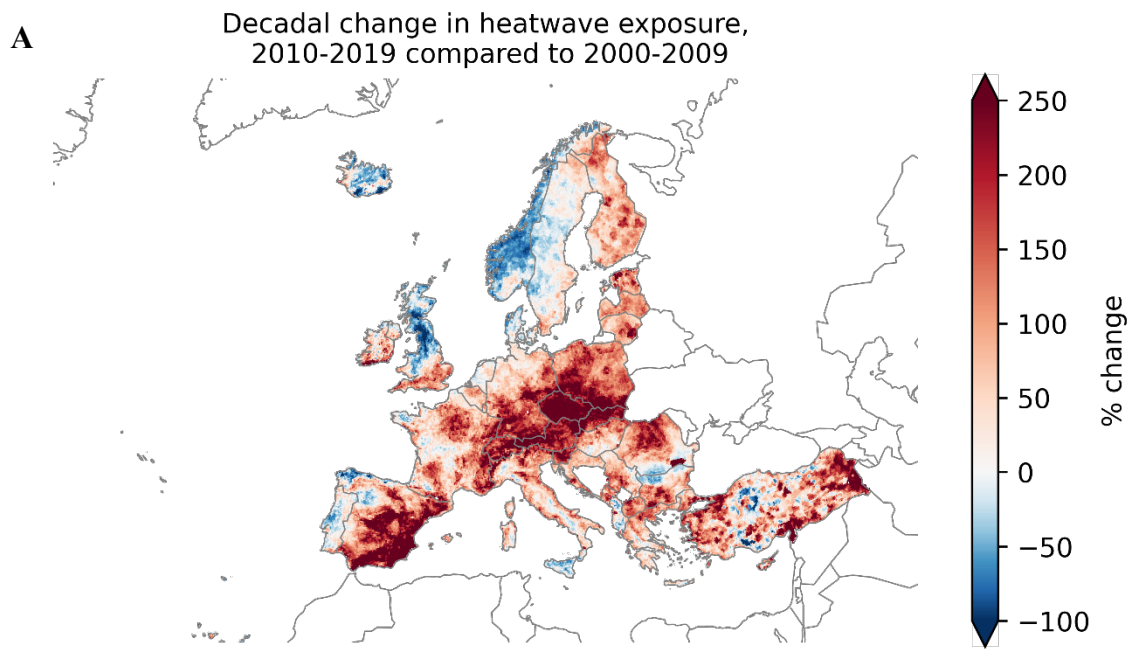 A
Decadal change in heatwave exposure,
2010-2019 compared to 2000-2009
250
200
150
100
50
0
−50
−100
% change